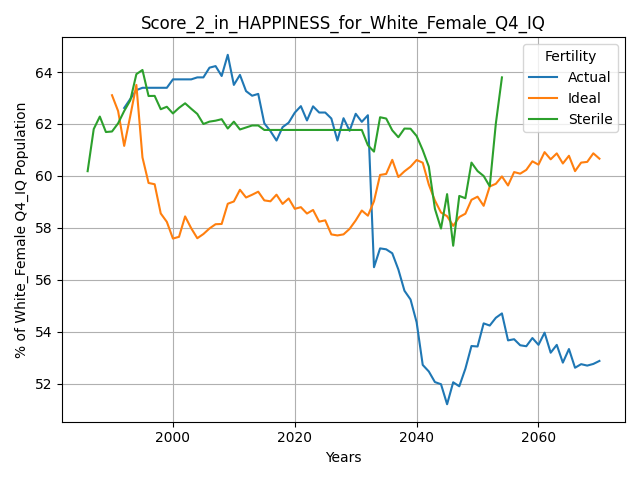 Score_2_in_HAPPINESS_for_White_Female_Q4_IQ
Fertility
Actual
Ideal
Sterile
% of White_Female Q4_IQ Population
64
62
60
58
56
54
52
2000
2020
2040
2060
Years